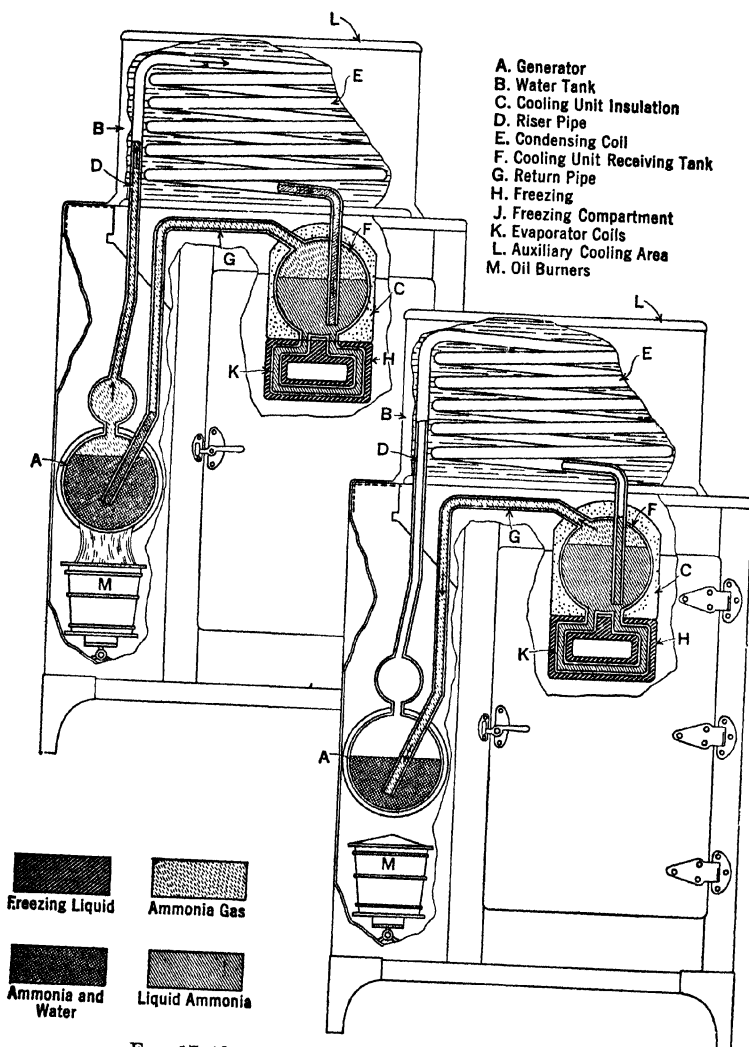 L
E
B
D
F
G
C
K
H
A
M
A. Generator
B. Water Tank
C. Cooling Unit Insulation
D. Riser Pipe
E. Condensing Coil
F. Cooling Unit Receiving Tank
G. Return Pipe
H. Freezing
J. Freezing Compartment
K. Evaporator Coils
L. Auxiliary Cooling Area
M. Oil Burners
L
E
B
D
F
G
C
K
H
A
M
Freezing Liquid
Ammonia Gas
Ammonia and
Water
Liquid Ammonia